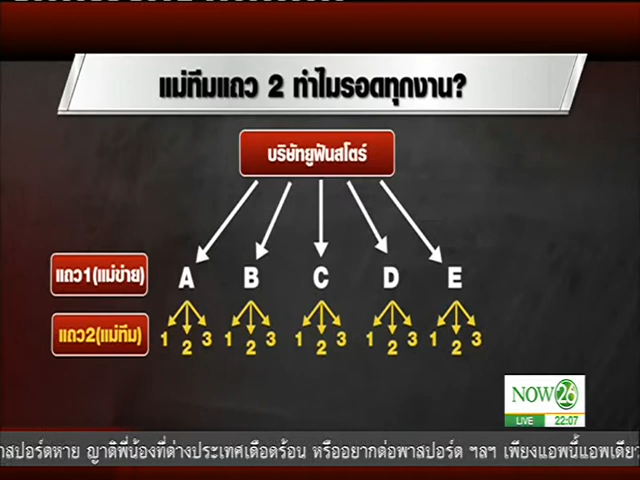 แม่ทีมแถว 2 ทำไมรอดทุกงาน?
บริษัทยูฟันสโตร์
แถว1(แม่ข่าย) A B C D E
แถว2(แม่ทีม) 1 2 3 1 2 3 1 2 3 1 2 3 1 2 3
NOW26
LIVE 22:07
าสปอร์ตหาย ญาติพี่น้องที่ต่างประเทศเดือดร้อน หรืออยากต่อพาสปอร์ต ฯลฯ เพียงแอพนี้แอพเดียว